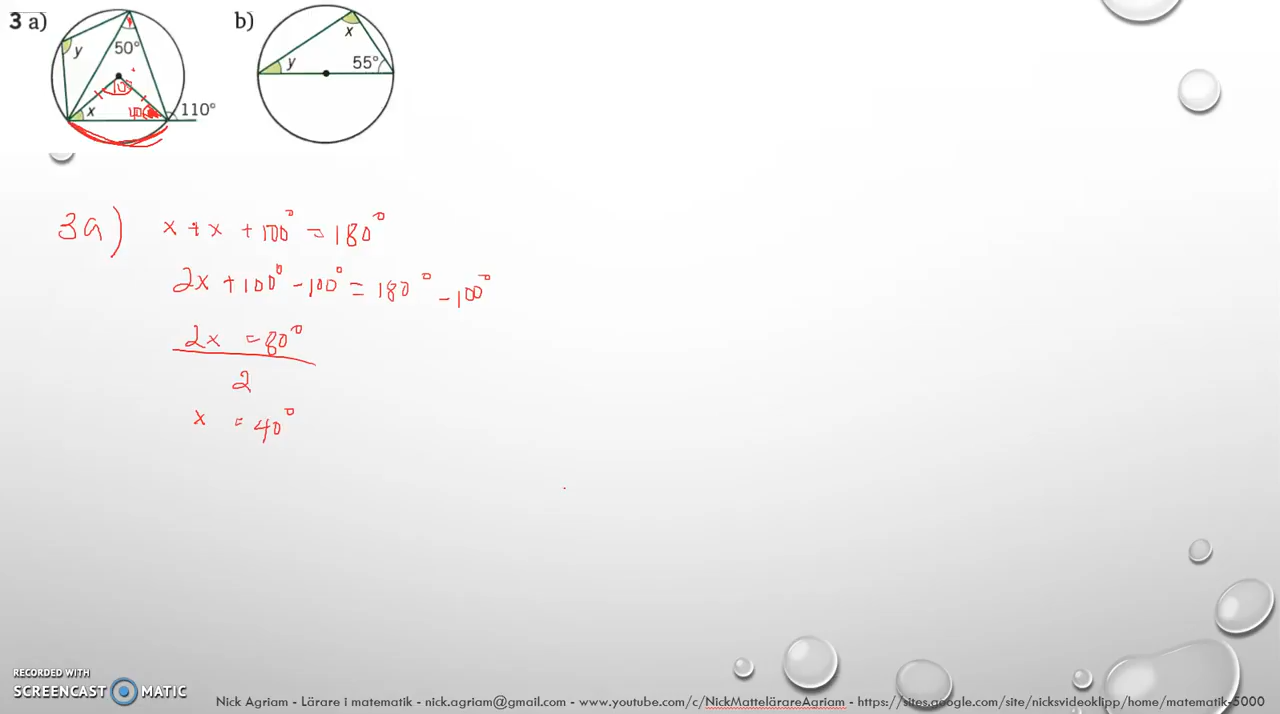 3 a)
b)
y
50°
100°
x
40°
110°
x
y
55°
3a)
x + x + 100° = 180°
2x + 100° - 100° = 180° - 100°
2x = 80°
2
x = 40°
RECORDED WITH
SCREENCAST MATIC
Nick Agriam - Lärare i matematik - nick.agriam@gmail.com - www.youtube.com/c/NickMattelärareAgriam - https://sites.google.com/site/nicksvideoklipp/home/matematik-5000